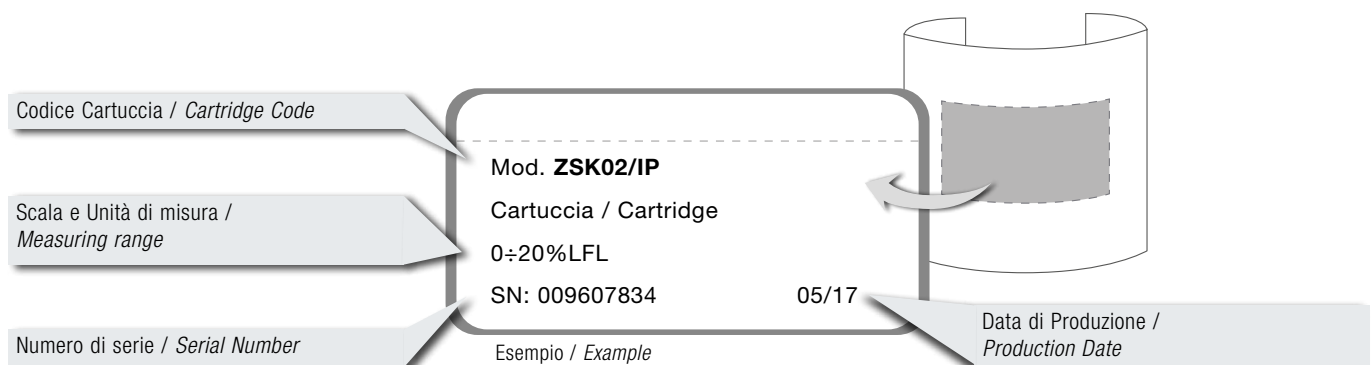 Codice Cartuccia / Cartridge Code
Mod. ZSK02/IP
Cartuccia / Cartridge
Scala e Unità di misura /
Measuring range
0÷20%LFL
SN: 009607834 05/17
Numero di serie / Serial Number
Data di Produzione /
Production Date
Esempio / Example